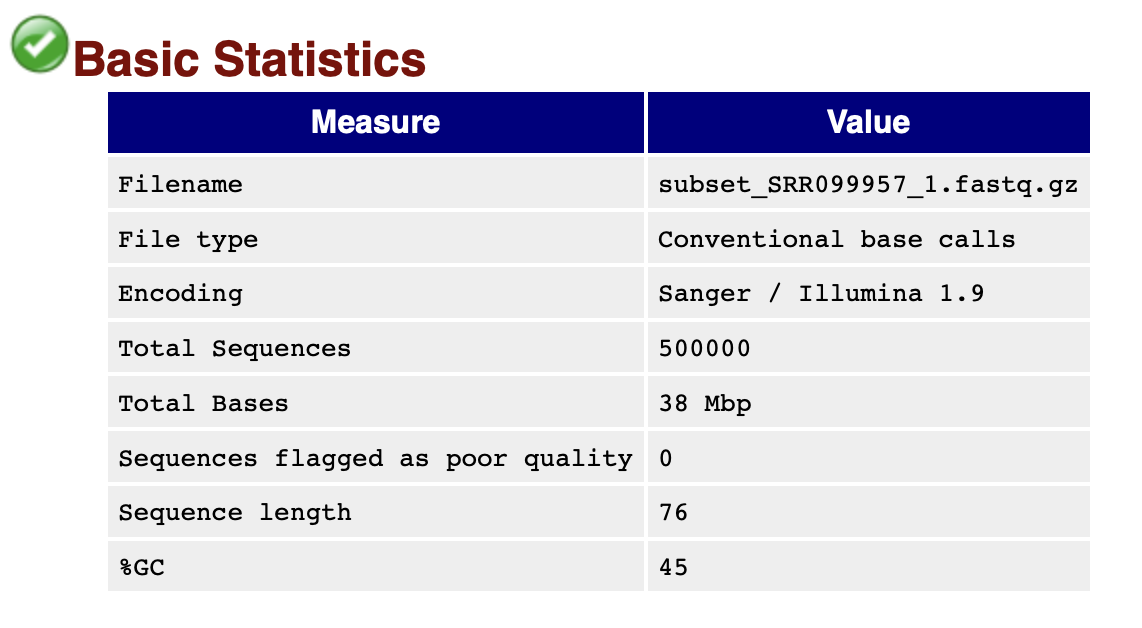 Basic Statistics
Measure Value
Filename subset_SRR099957_1.fastq.gz
File type Conventional base calls
Encoding Sanger / Illumina 1.9
Total Sequences 500000
Total Bases 38 Mbp
Sequences flagged as poor quality 0
Sequence length 76
%GC 45